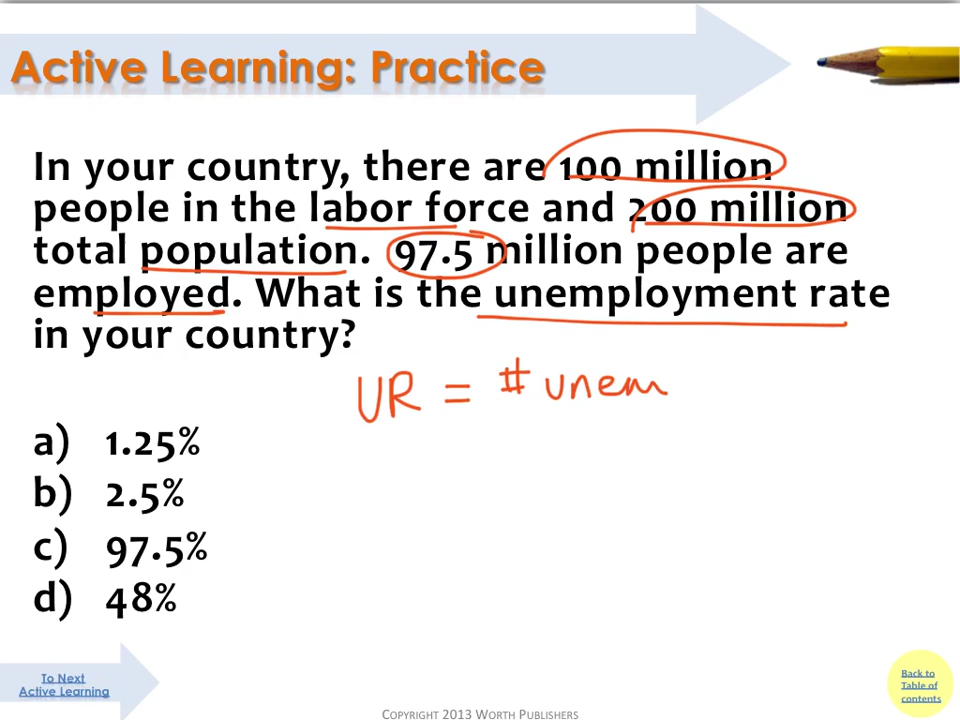 Active Learning: Practice
In your country, there are 100 million
people in the labor force and 200 million
total population. 97.5 million people are
employed. What is the unemployment rate
in your country?
UR = # unem
a) 1.25%
b) 2.5%
c) 97.5%
d) 48%
To Next
Active Learning
Back to
Table of
contents
COPYRIGHT 2013 WORTH PUBLISHERS